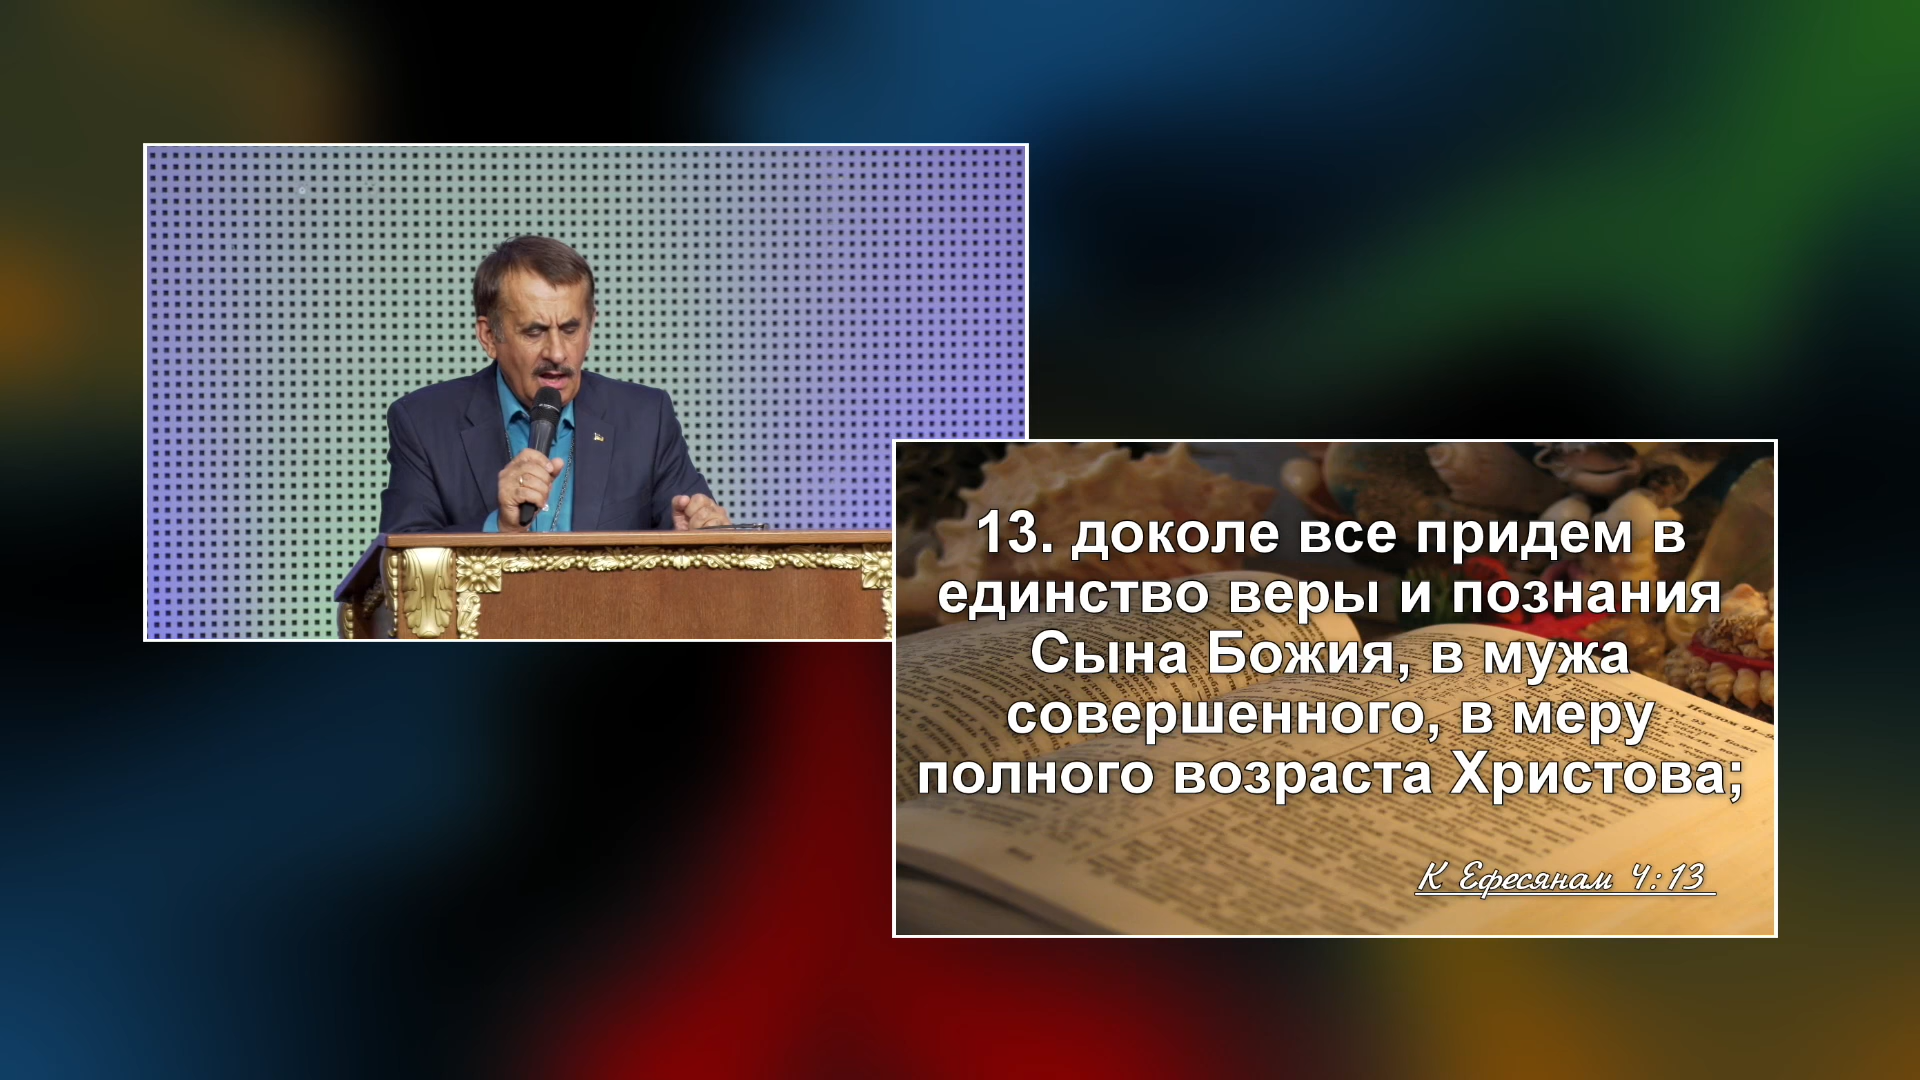 13. доколе все придем в
единство веры и познания
Сына Божия, в мужа
совершенного, в меру
полного возраста Христова;
К Ефесянам 4:13